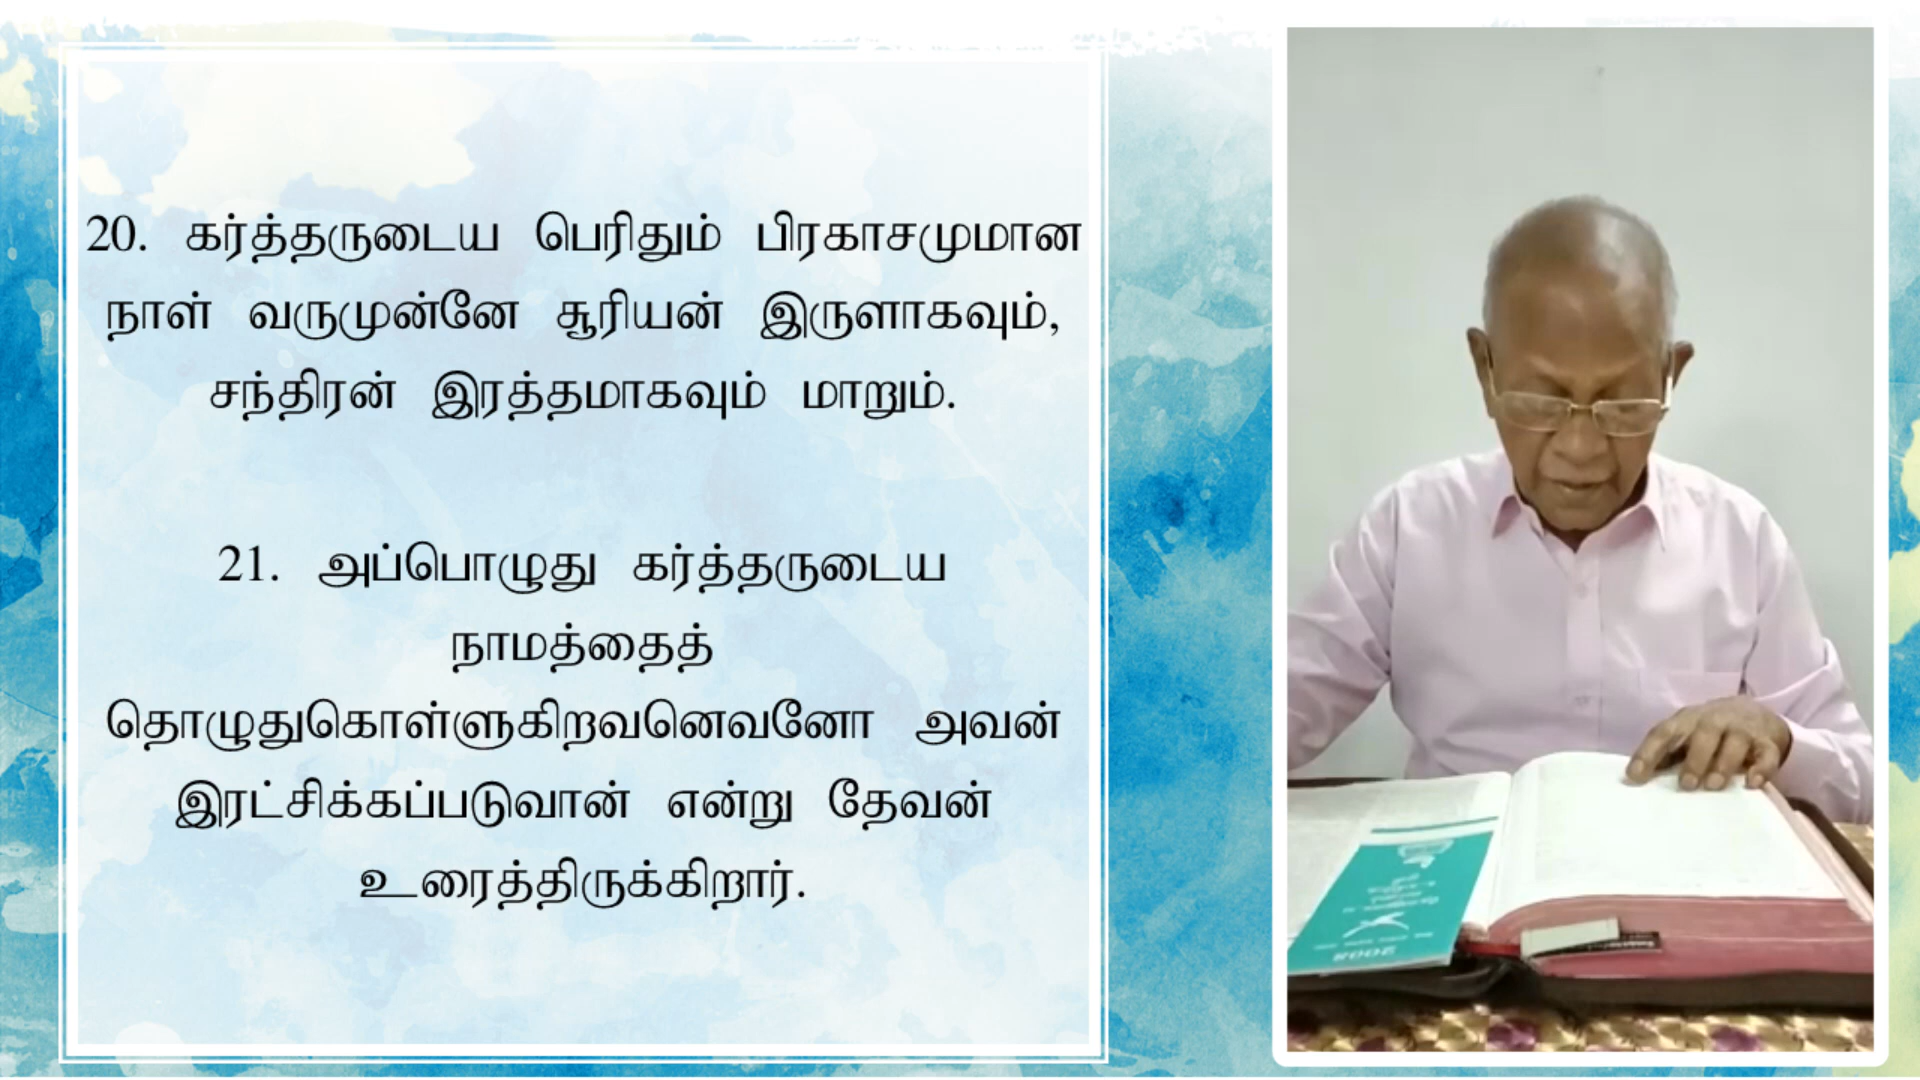 20. கர்த்தருடைய பெரிதும் பிரகாசமுமான
நாள் வருமுன்னே சூரியன் இருளாகவும்,
சந்திரன் இரத்தமாகவும் மாறும்.
21. அப்பொழுது கர்த்தருடைய
நாமத்தைத்
தொழுதுகொள்ளுகிறவனெவனோ அவன்
இரட்சிக்கப்படுவான் என்று தேவன்
உரைத்திருக்கிறார்.
2008